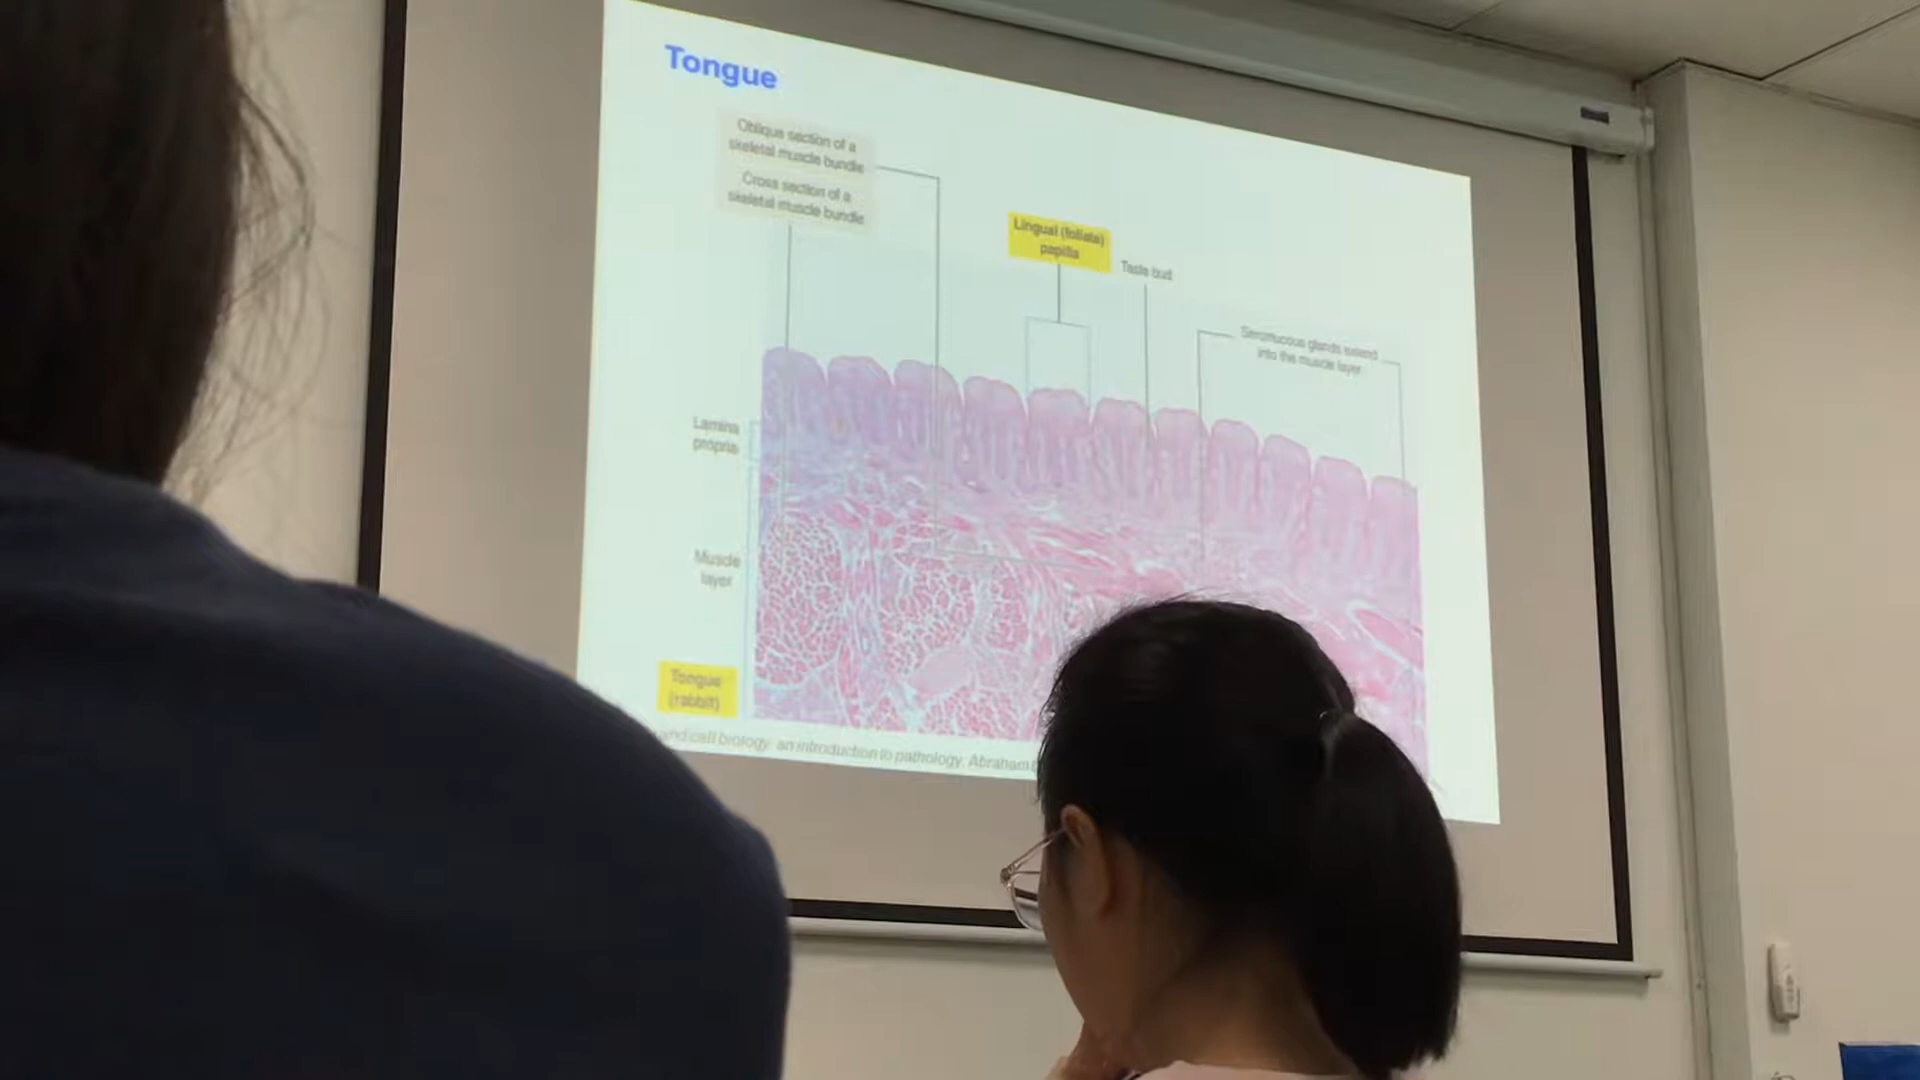 Tongue
Oblique section of a
skeletal muscle bundle
Cross section of a
skeletal muscle bundle
Lingual (foliate)
papilla
Taste bud
Seromucous glands extend
into the muscle layer
Lamina
propria
Muscle
layer
Tongue
(rabbit)
and cell biology: an introduction to pathology. Abraham